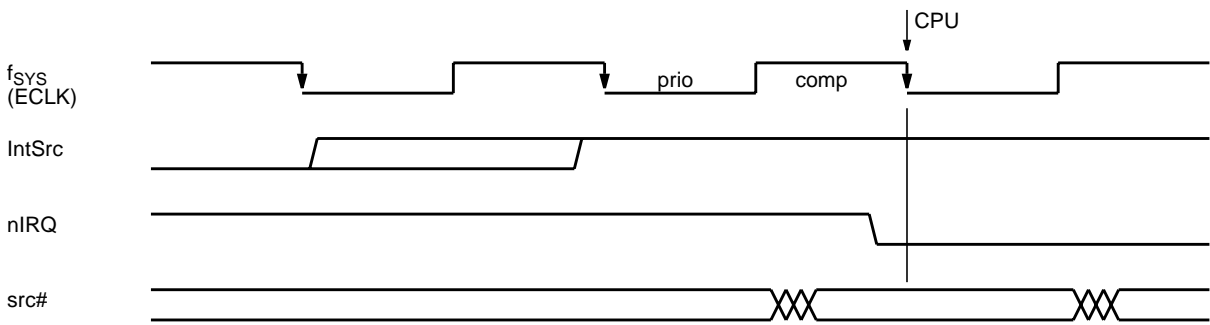 CPU
fSYS
(ECLK)
prio
comp
IntSrc
nIRQ
src#